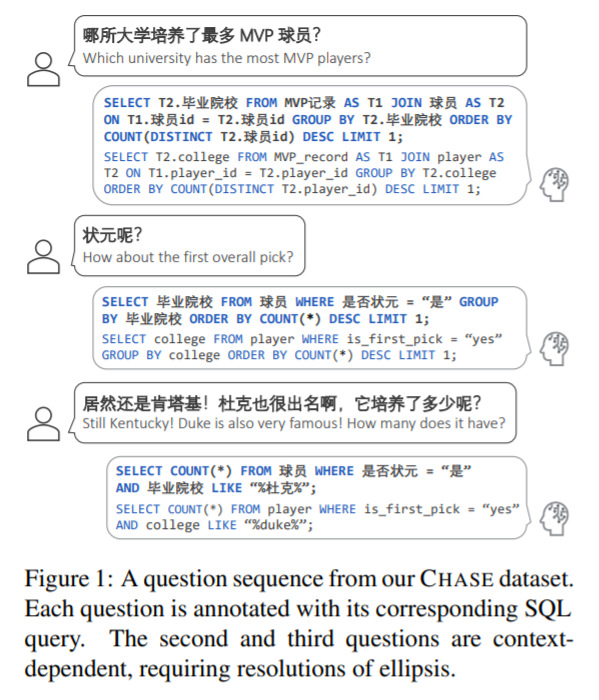 哪所大学培养了最多 MVP 球员?
Which university has the most MVP players?
SELECT T2.毕业院校 FROM MVP记录 AS T1 JOIN 球员 AS T2
ON T1.球员id = T2.球员id GROUP BY T2.毕业院校 ORDER BY
COUNT(DISTINCT T2.球员id) DESC LIMIT 1;
SELECT T2.college FROM MVP_record AS T1 JOIN player AS
T2 ON T1.player_id = T2.player_id GROUP BY T2.college
ORDER BY COUNT(DISTINCT T2.player_id) DESC LIMIT 1;
状元呢?
How about the first overall pick?
SELECT 毕业院校 FROM 球员 WHERE 是否状元 = “是” GROUP
BY 毕业院校 ORDER BY COUNT(*) DESC LIMIT 1;
SELECT college FROM player WHERE is_first_pick = “yes”
GROUP BY college ORDER BY COUNT(*) DESC LIMIT 1;
居然还是肯塔基！杜克也很出名啊，它培养了多少呢?
Still Kentucky! Duke is also very famous! How many does it have?
SELECT COUNT(*) FROM 球员 WHERE 是否状元 = “是”
AND 毕业院校 LIKE “%杜克%”;
SELECT COUNT(*) FROM player WHERE is_first_pick = “yes”
AND college LIKE “%duke%”;
Figure 1: A question sequence from our CHASE dataset.
Each question is annotated with its corresponding SQL
query. The second and third questions are context-
dependent, requiring resolutions of ellipsis.